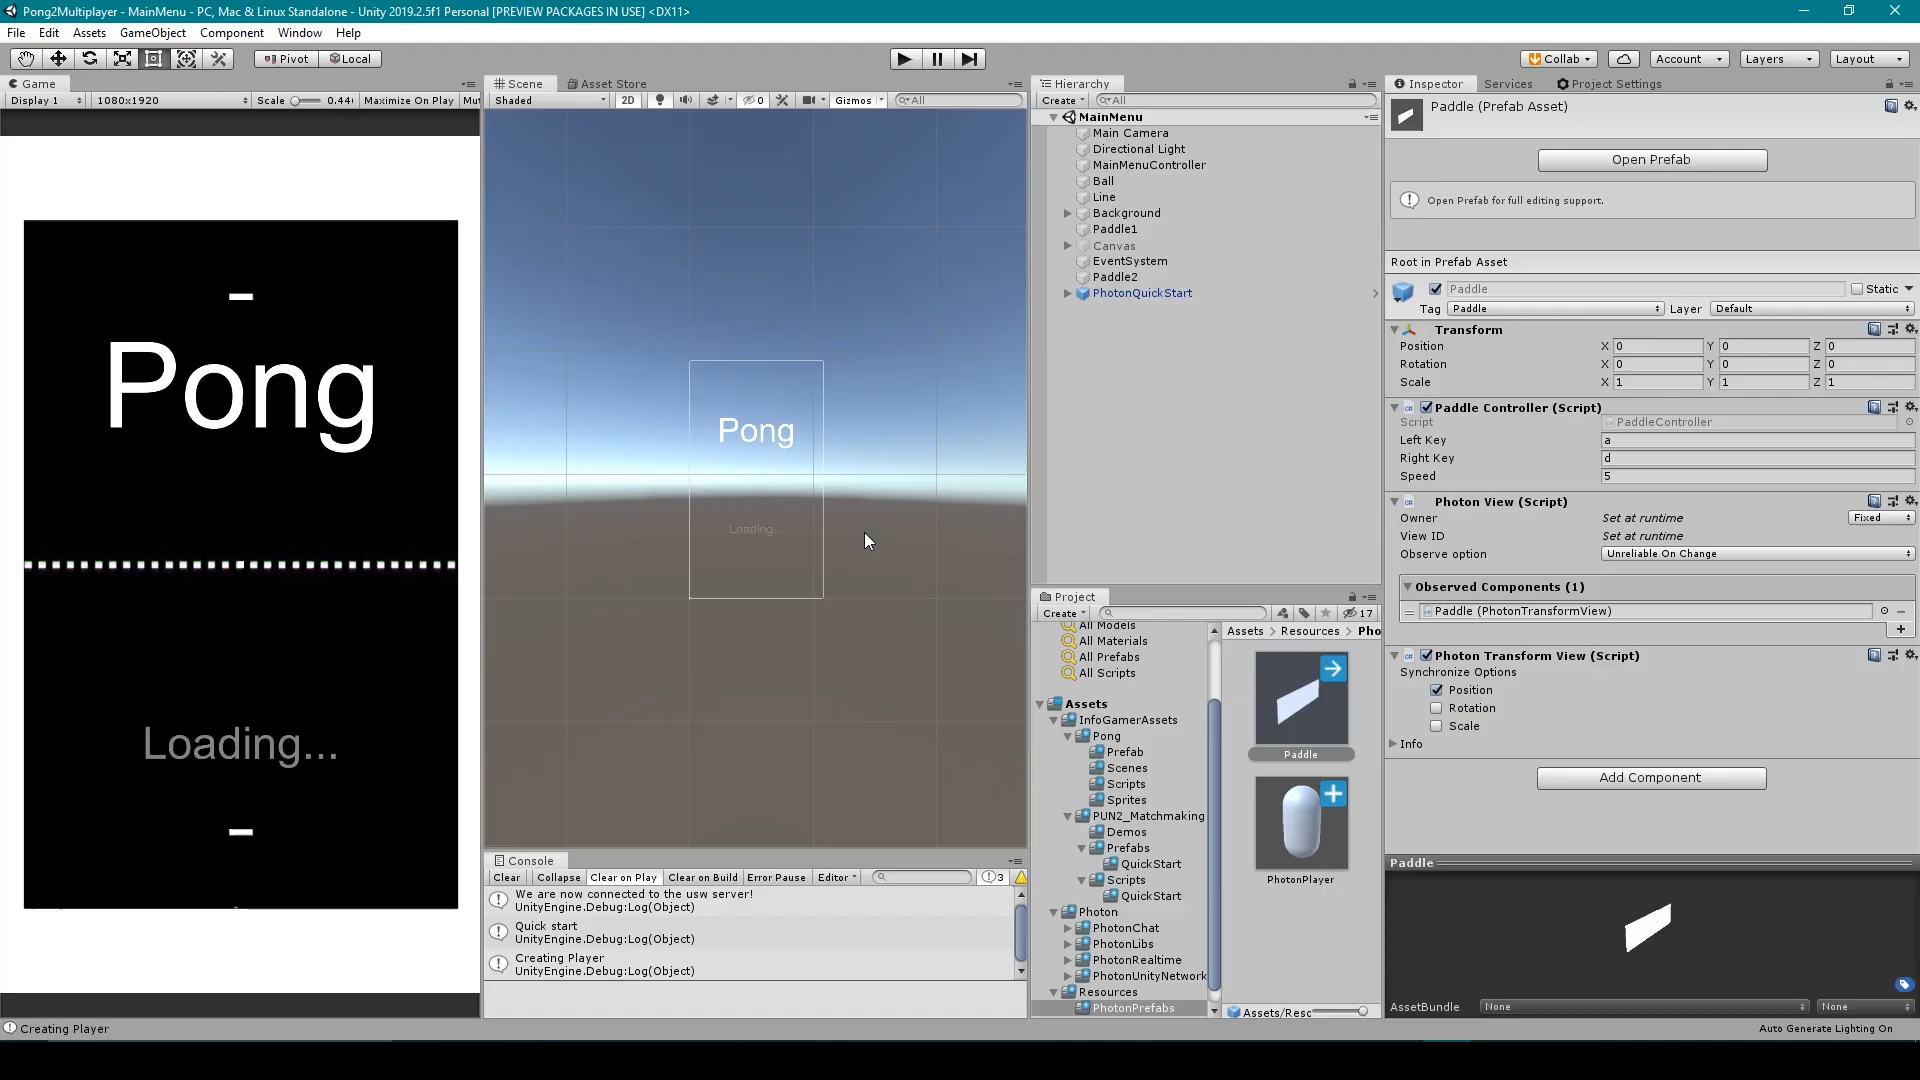 Pong2Multiplayer - MainMenu - PC, Mac & Linux Standalone - Unity 2019.2.5f1 Personal [PREVIEW PACKAGES IN USE] <DX11>
File Edit Assets GameObject Component Window Help
Pivot Local Collab Account Layers Layout
Game
Display 1 1080x1920 Scale 0.44 Maximize On Play Mu
Pong
Loading...
Scene Asset Store
Shaded 2D 0 Gizmos All
Pong
Loading...
Console
Clear Collapse Clear on Play Clear on Build Error Pause Editor 3
We are now connected to the usw server!
UnityEngine.Debug:Log(Object)
Quick start
UnityEngine.Debug:Log(Object)
Creating Player
UnityEngine.Debug:Log(Object)
Hierarchy
Create All
MainMenu
Main Camera
Directional Light
MainMenuController
Ball
Line
Background
Paddle1
Canvas
EventSystem
Paddle2
PhotonQuickStart
Project
Create 17
All Models
All Materials
All Prefabs
All Scripts
Assets
InfoGamerAssets
Pong
Prefab
Scenes
Scripts
Sprites
PUN2_Matchmaking
Demos
Prefabs
QuickStart
Scripts
QuickStart
Photon
PhotonChat
PhotonLibs
PhotonRealtime
PhotonUnityNetwork
Resources
PhotonPrefabs
Assets > Resources > Pho
Paddle
PhotonPlayer
Assets/Resc
Inspector Services Project Settings
Paddle (Prefab Asset)
Open Prefab
Open Prefab for full editing support.
Root in Prefab Asset
Paddle Static
Tag Paddle Layer Default
Transform
Position X 0 Y 0 Z 0
Rotation X 0 Y 0 Z 0
Scale X 1 Y 1 Z 1
Paddle Controller (Script)
Script PaddleController
Left Key a
Right Key d
Speed 5
Photon View (Script)
Owner Set at runtime Fixed
View ID Set at runtime
Observe option Unreliable On Change
Observed Components (1)
Paddle (PhotonTransformView)
Photon Transform View (Script)
Synchronize Options
Position
Rotation
Scale
Info
Add Component
Paddle
AssetBundle None None
Creating Player
Auto Generate Lighting On